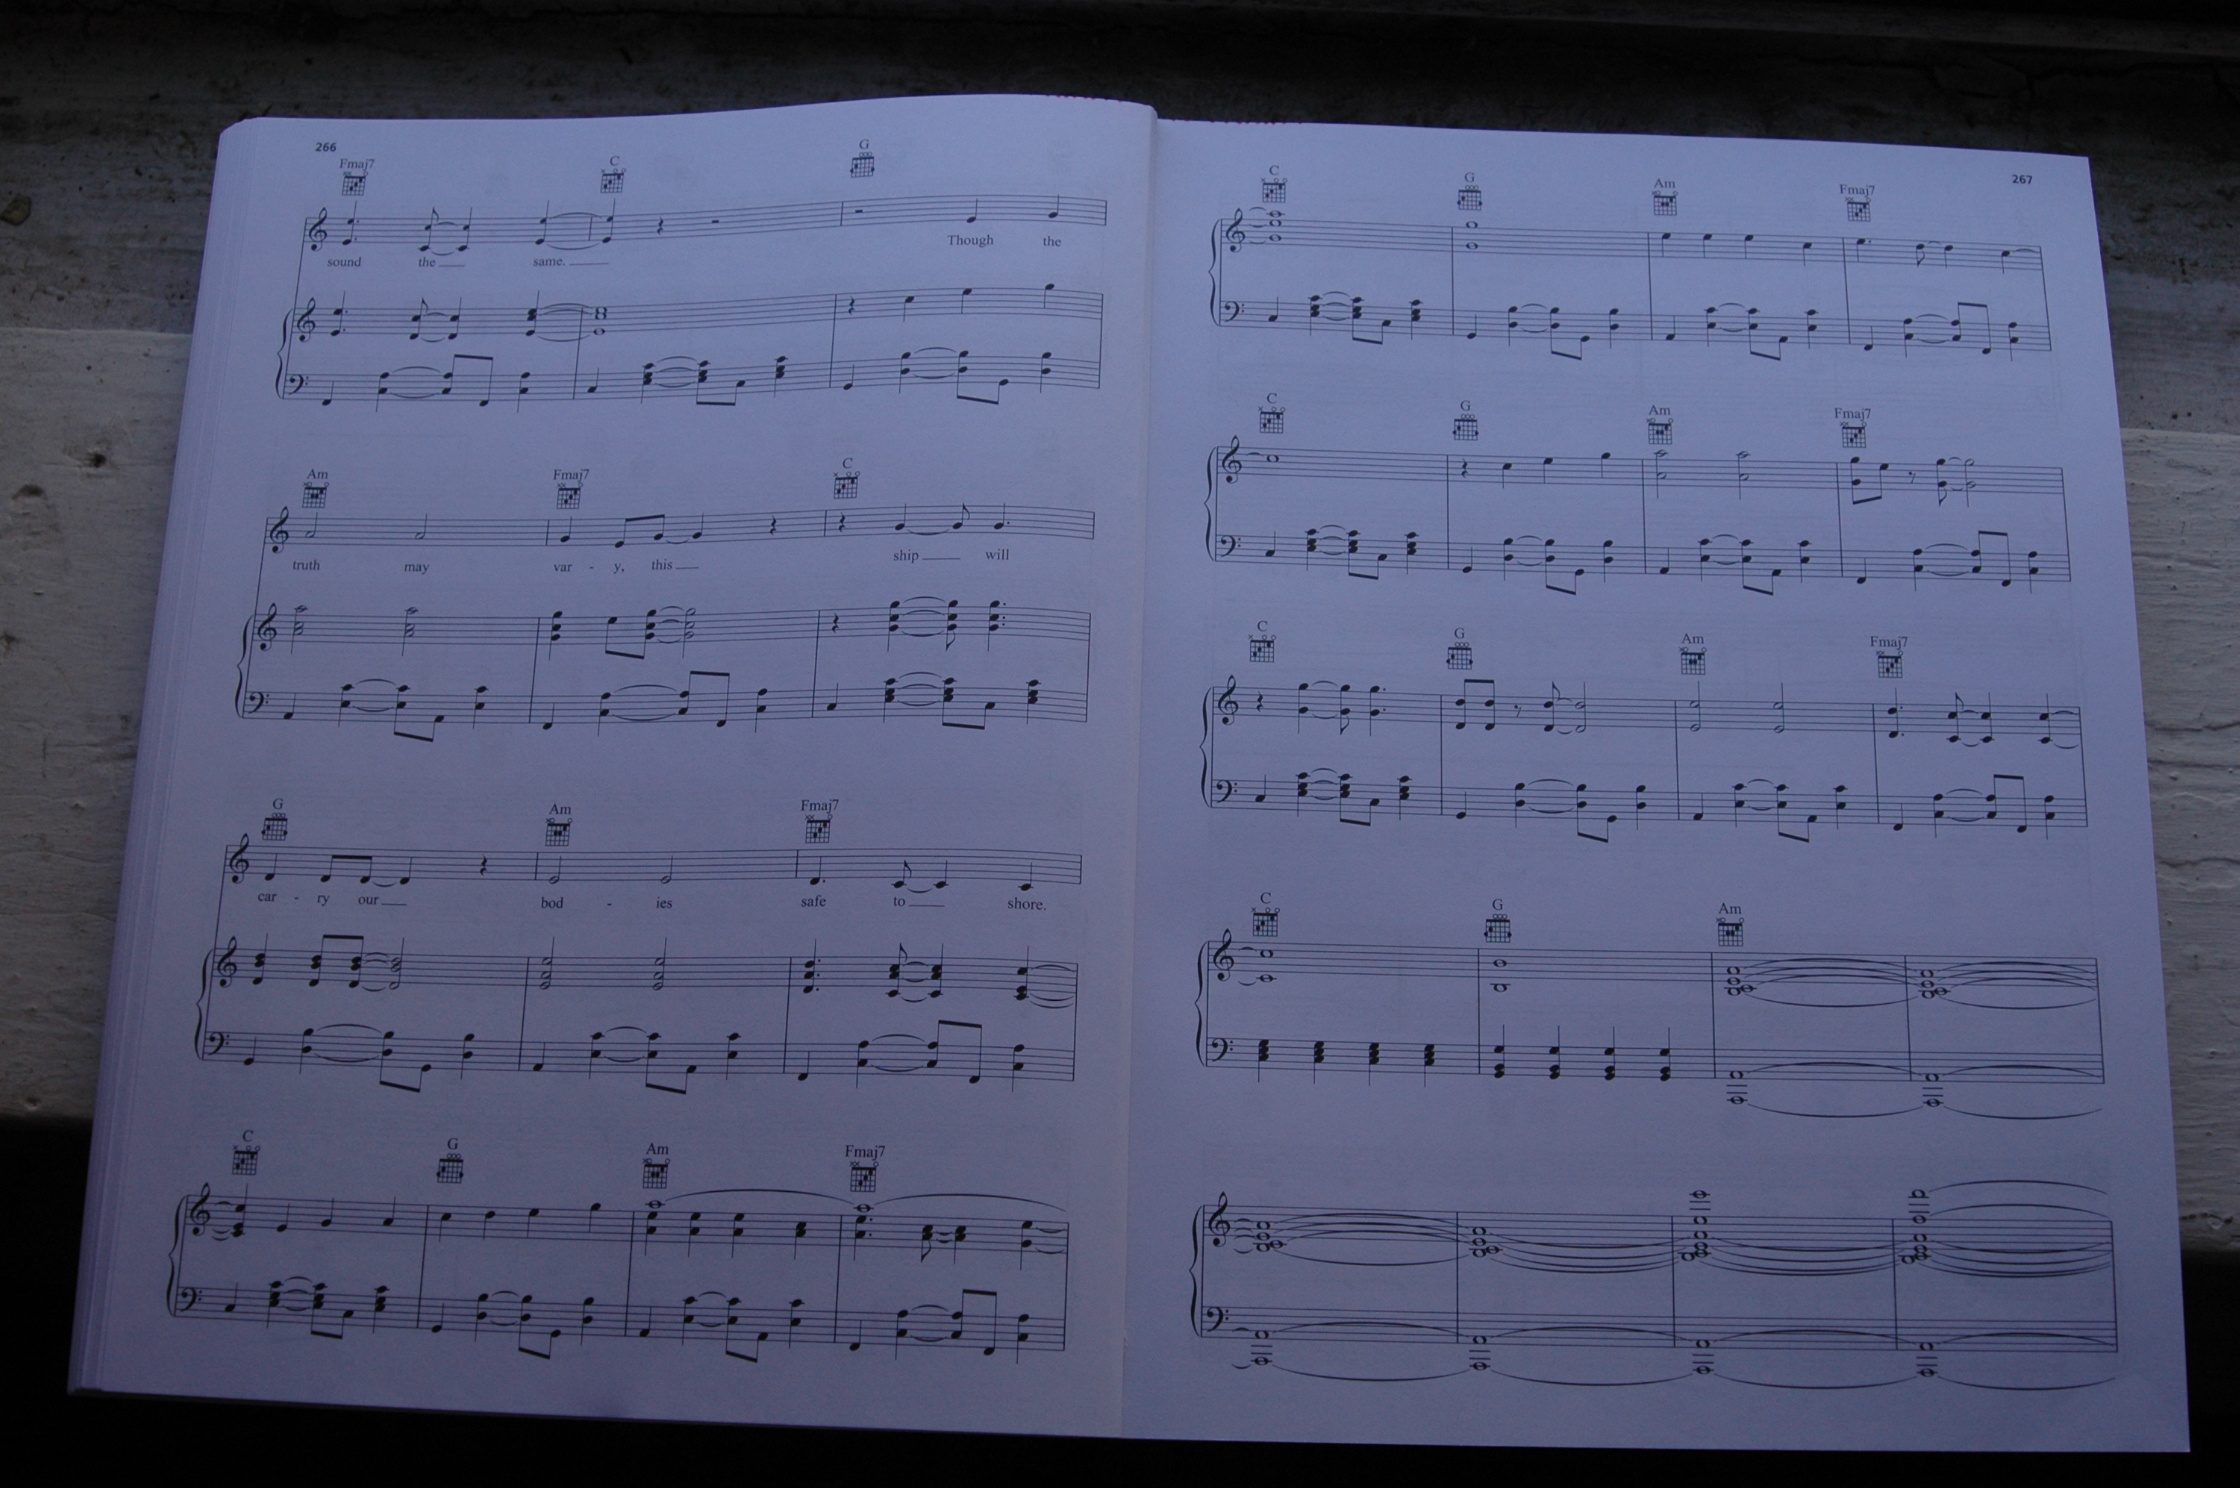 266
Fmaj7 C G
sound the same. Though the
Am Fmaj7 C
truth may var - y, this ship will
G Am Fmaj7
car - ry our bod - ies safe to shore.
C G Am Fmaj7
267
C G Am Fmaj7
C G Am Fmaj7
C G Am Fmaj7
C G Am